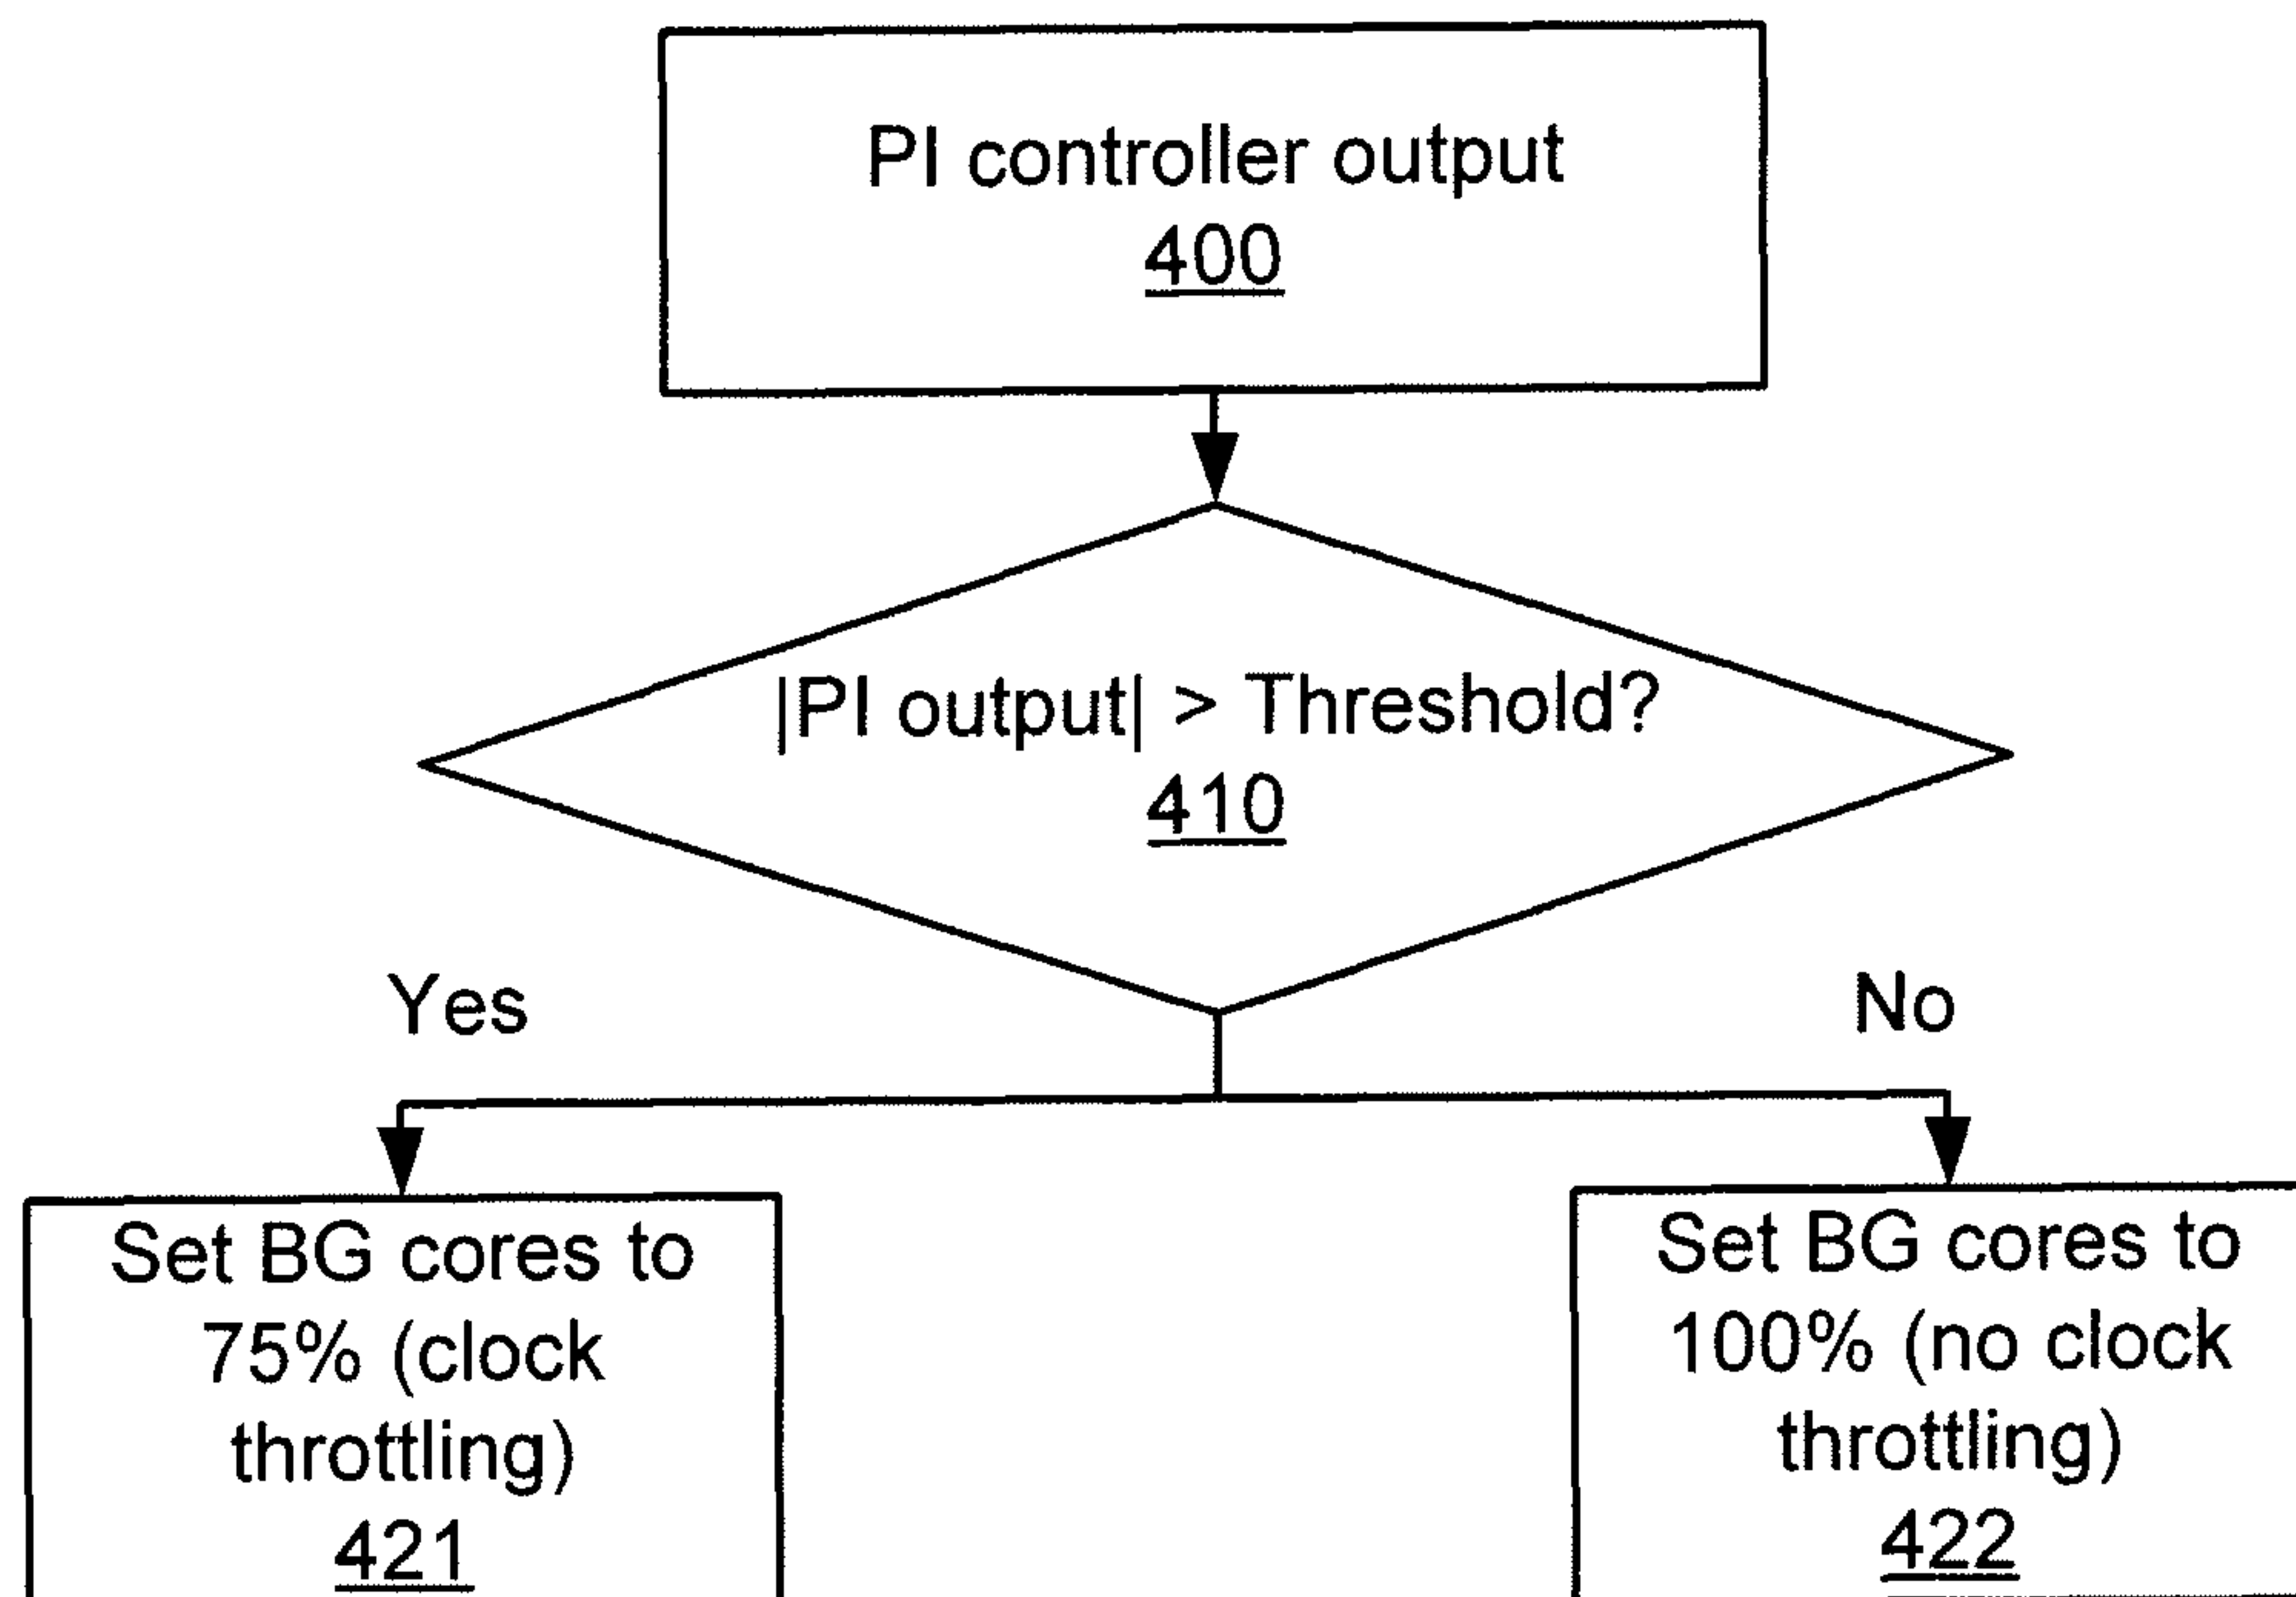 PI controller output
400
|PI output| > Threshold?
410
Yes
No
Set BG cores to
75% (clock
throttling)
421
Set BG cores to
100% (no clock
throttling)
422